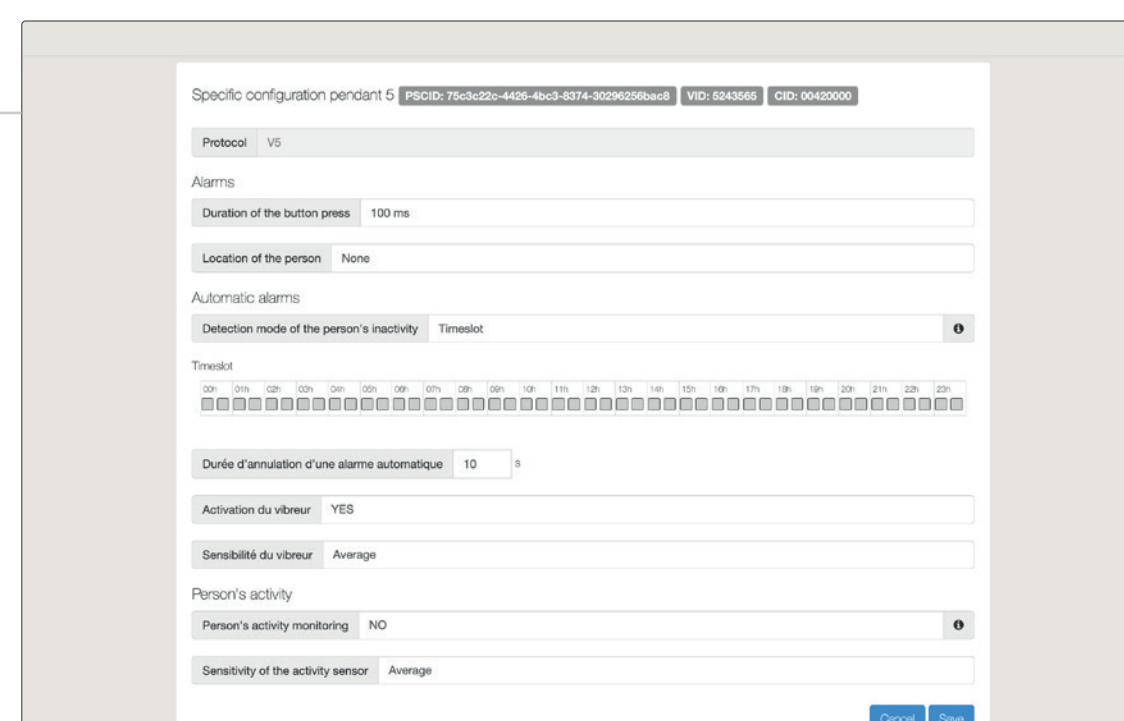 Specific configuration pendant 5 PSCID: 75c3c22c-4426-4bc3-8374-30296256bac8 VID: 5243565 CID: 00420000
Protocol V5
Alarms
Duration of the button press 100 ms
Location of the person None
Automatic alarms
Detection mode of the person's inactivity Timeslot
Timeslot
00h 01h 02h 03h 04h 05h 06h 07h 08h 09h 10h 11h 12h 13h 14h 15h 16h 17h 18h 19h 20h 21h 22h 23h
Durée d'annulation d'une alarme automatique 10 s
Activation du vibreur YES
Sensibilité du vibreur Average
Person's activity
Person's activity monitoring NO
Sensitivity of the activity sensor Average
Cancel Save